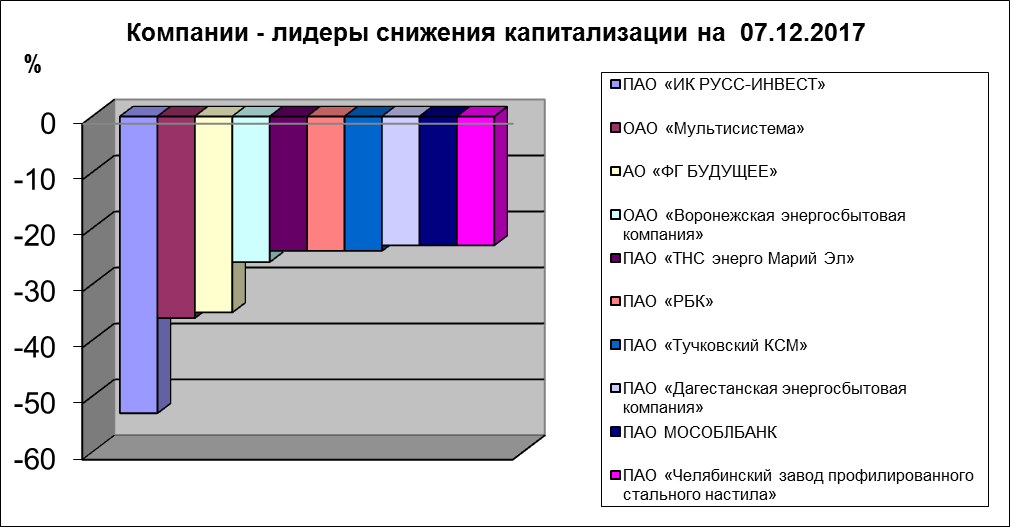 Компании - лидеры снижения капитализации на 07.12.2017
%
0
-10
-20
-30
-40
-50
-60
ПАО «ИК РУСС-ИНВЕСТ»
ОАО «Мультисистема»
АО «ФГ БУДУЩЕЕ»
ОАО «Воронежская энергосбытовая
компания»
ПАО «ТНС энерго Марий Эл»
ПАО «РБК»
ПАО «Тучковский КСМ»
ПАО «Дагестанская энергосбытовая
компания»
ПАО МОСОБЛБАНК
ПАО «Челябинский завод профилированного
стального настила»